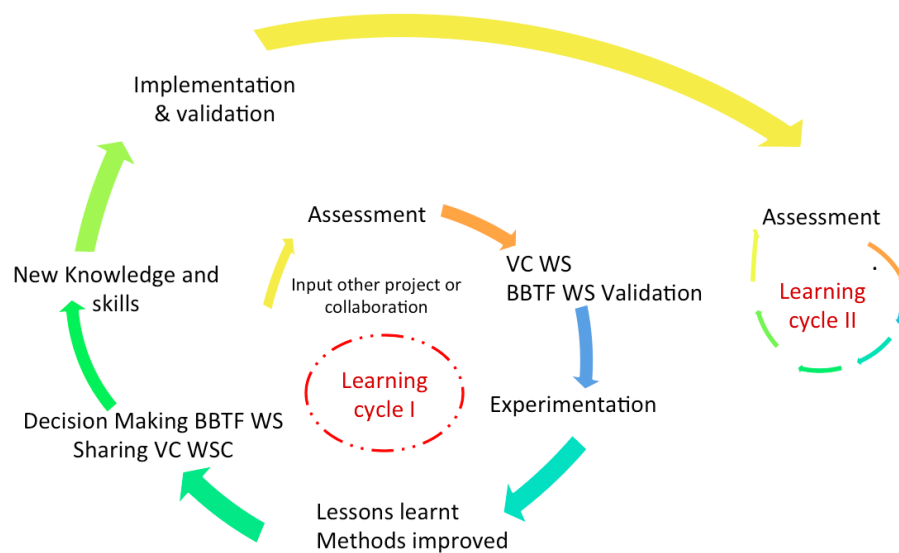 Implementation
& validation
Assessment
VC WS
BBTF WS Validation
Experimentation
Lessons learnt
Methods improved
Decision Making BBTF WS
Sharing VC WSC
New Knowledge and
skills
Input other project or
collaboration
Learning
cycle I
Assessment
Learning
cycle II